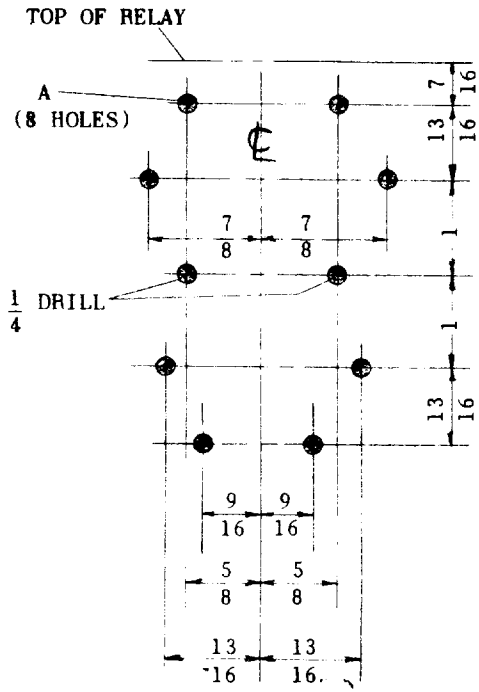 TOP OF RELAY
A
(8 HOLES)
7/16
13/16
℄
7/8 7/8
1
1/4 DRILL
1
13/16
9/16 9/16
5/8 5/8
13/16 13/16